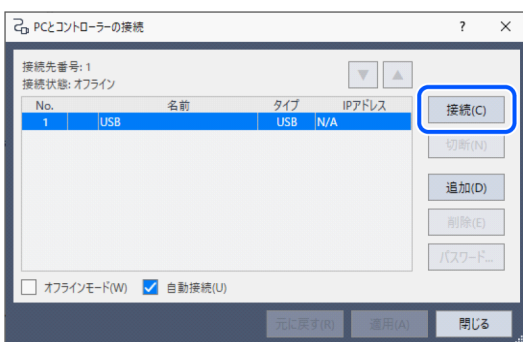 PCとコントローラーの接続
? ×
接続先番号: 1
接続状態: オフライン
▼ ▲
No. 名前 タイプ IPアドレス
1 USB USB N/A
接続(C)
切断(N)
追加(D)
削除(E)
パスワード...
オフラインモード(W) 自動接続(U)
元に戻す(R) 適用(A) 閉じる